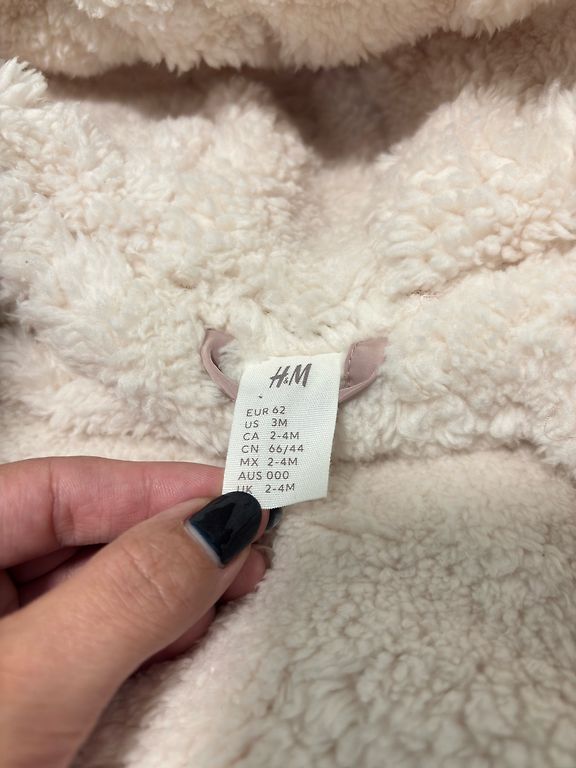 H&M
EUR 62
US 3M
CA 2-4M
CN 66/44
MX 2-4M
AUS 000
UK 2-4M